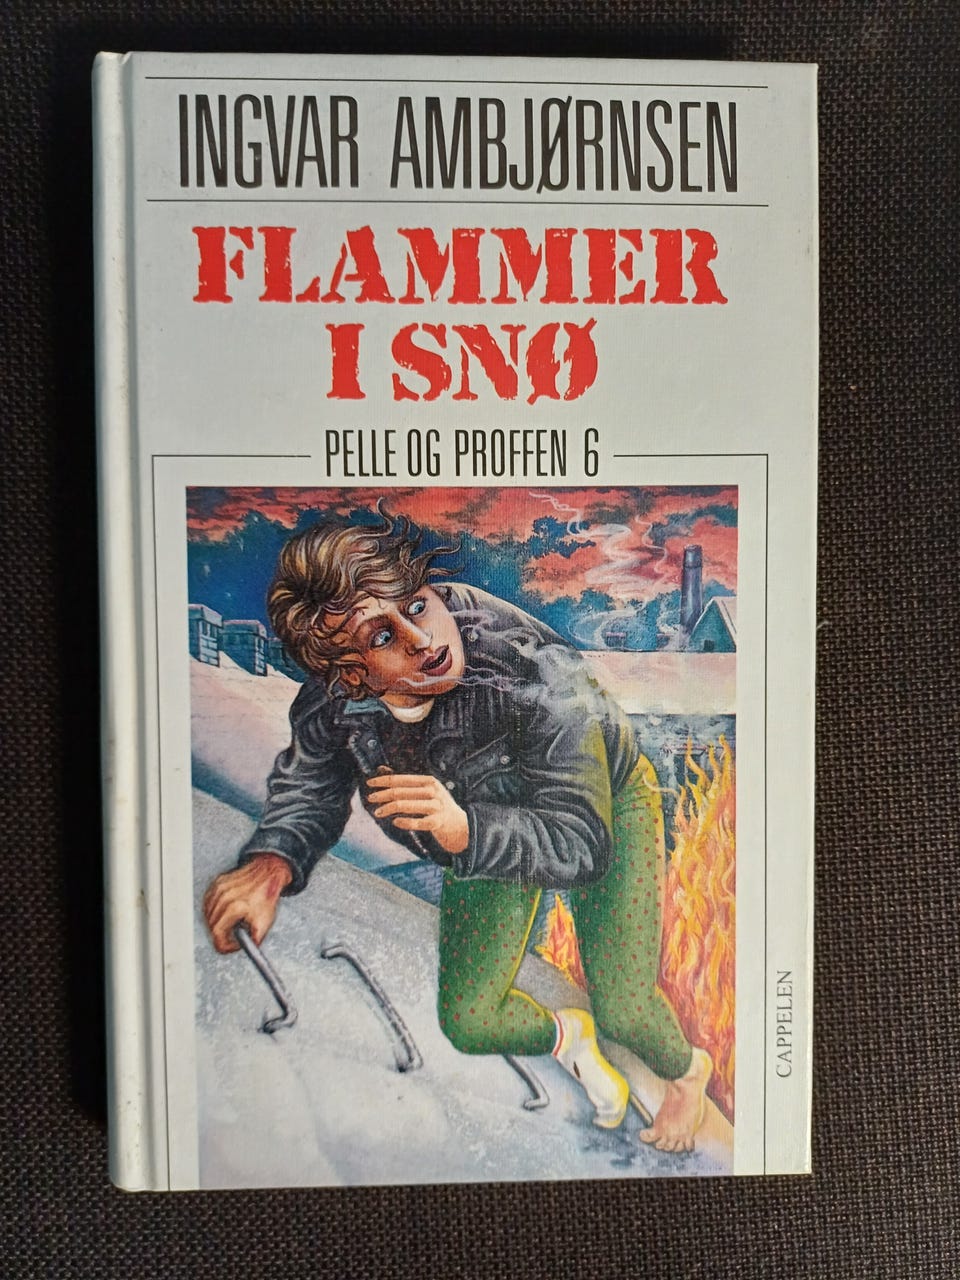 INGVAR AMBJØRNSEN
FLAMMER
I SNØ
PELLE OG PROFFEN 6
CAPPELEN